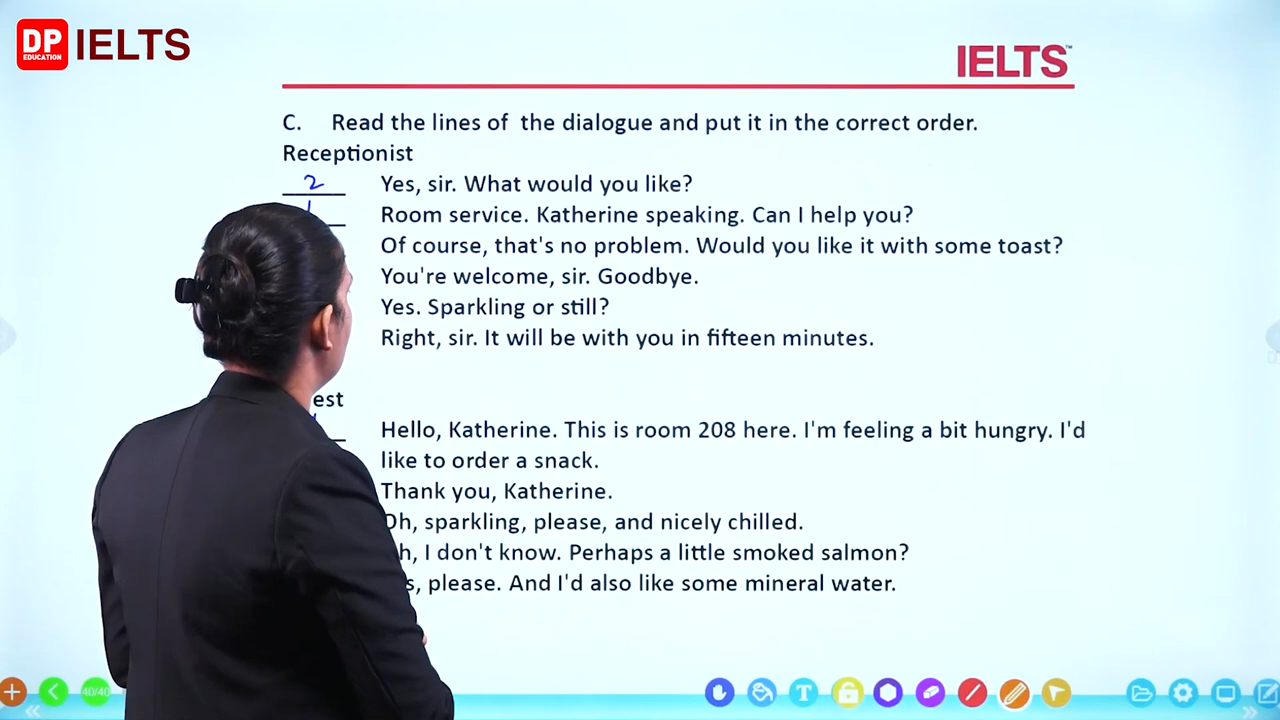 DP
EDUCATION
IELTS
IELTS™
C. Read the lines of the dialogue and put it in the correct order.
Receptionist
2 Yes, sir. What would you like?
1 Room service. Katherine speaking. Can I help you?
Of course, that's no problem. Would you like it with some toast?
You're welcome, sir. Goodbye.
Yes. Sparkling or still?
Right, sir. It will be with you in fifteen minutes.
est
Hello, Katherine. This is room 208 here. I'm feeling a bit hungry. I'd
like to order a snack.
Thank you, Katherine.
Oh, sparkling, please, and nicely chilled.
h, I don't know. Perhaps a little smoked salmon?
s, please. And I'd also like some mineral water.
40/40
T